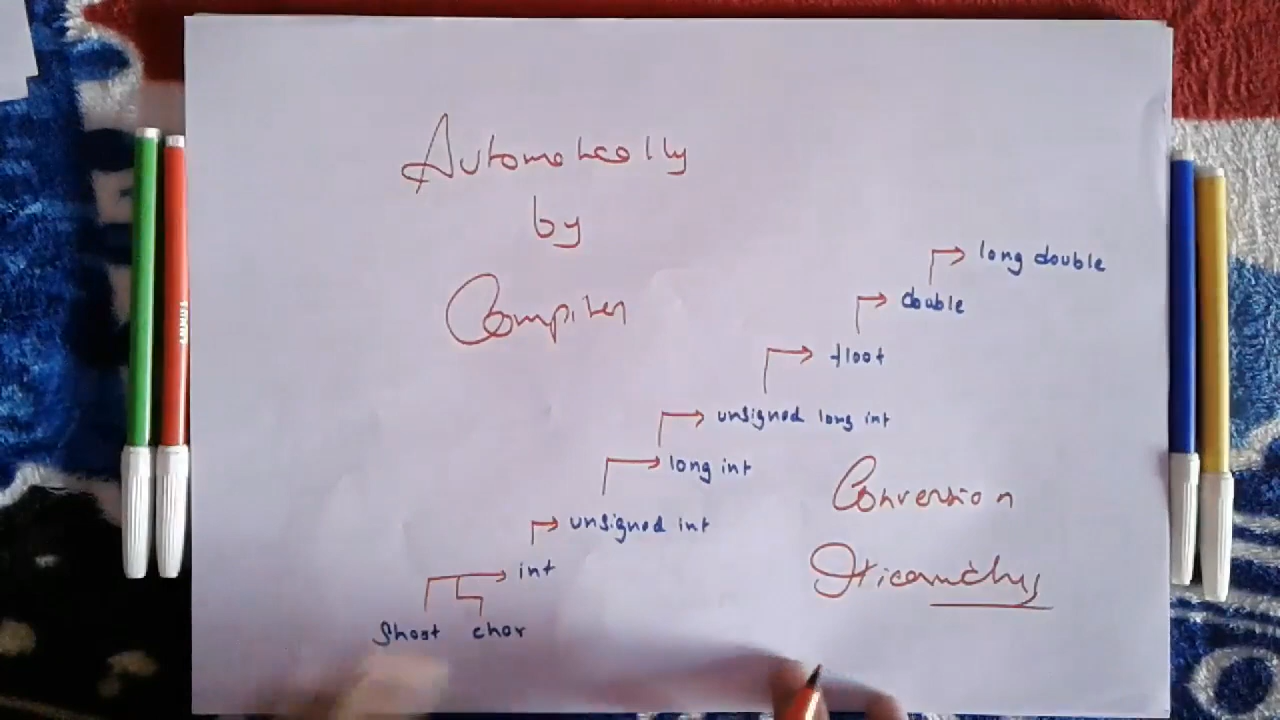 Automatically
by
Compiler
long double
double
float
unsigned long int
long int
Conversion
unsigned int
int
Hierarchy
short char